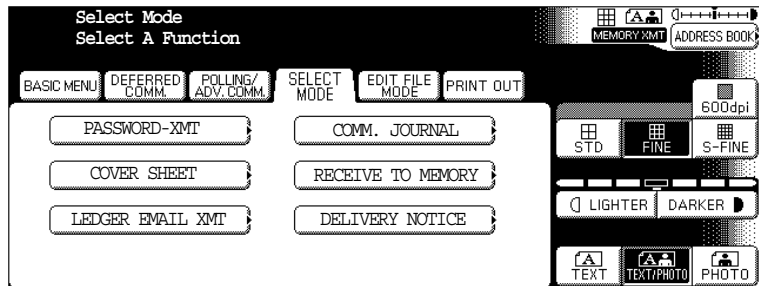 Select Mode
Select A Function
MEMORY XMT
ADDRESS BOOK
BASIC MENU
DEFERRED
COMM.
POLLING/
ADV. COMM.
SELECT
MODE
EDIT FILE
MODE
PRINT OUT
PASSWORD-XMT
COMM. JOURNAL
COVER SHEET
RECEIVE TO MEMORY
LEDGER EMAIL XMT
DELIVERY NOTICE
600dpi
STD
FINE
S-FINE
LIGHTER
DARKER
A
TEXT
A
TEXT/PHOTO
PHOTO